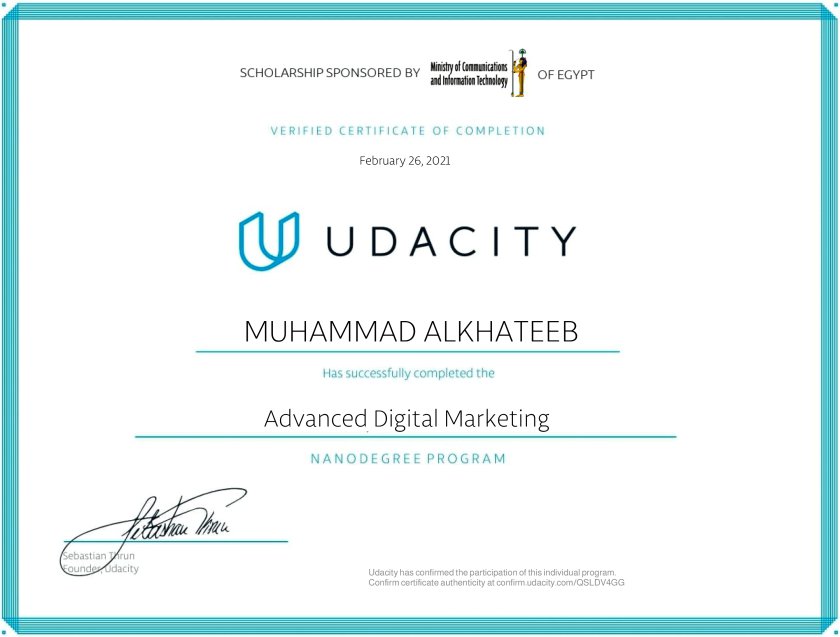 SCHOLARSHIP SPONSORED BY Ministry of Communications and Information Technology OF EGYPT
VERIFIED CERTIFICATE OF COMPLETION
February 26, 2021
UDACITY
MUHAMMAD ALKHATEEB
Has successfully completed the
Advanced Digital Marketing
NANODEGREE PROGRAM
Sebastian Thrun
Sebastian Thrun
Founder, Udacity
Udacity has confirmed the participation of this individual program.
Confirm certificate authenticity at confirm.udacity.com/QSLDV4GG